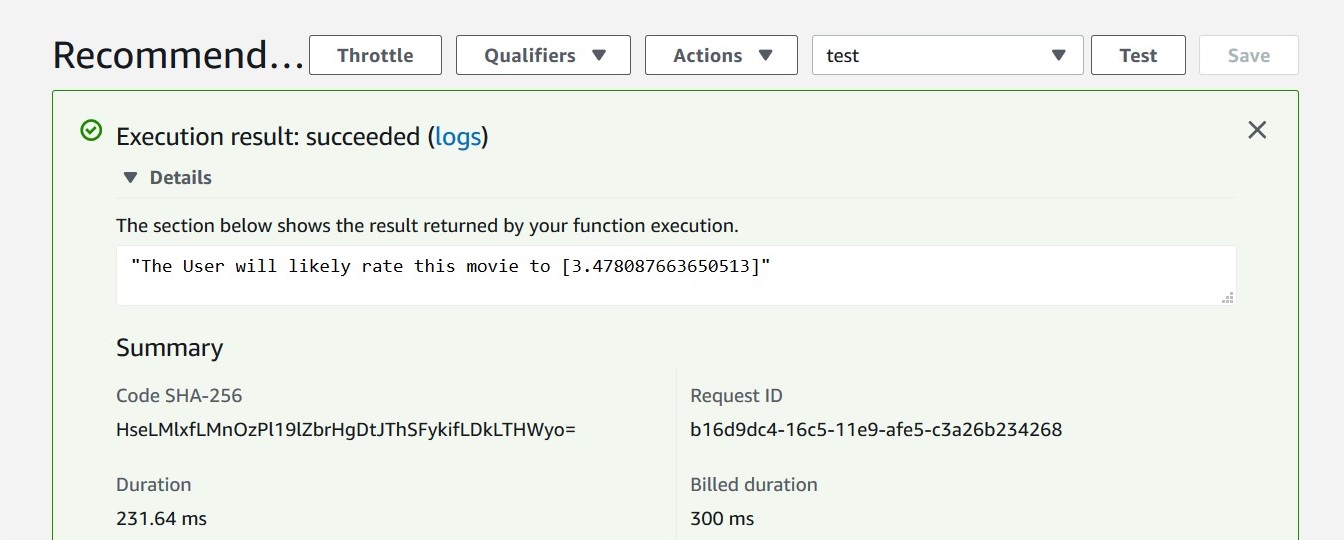 Recommend... Throttle Qualifiers Actions test Test Save
Execution result: succeeded (logs)
Details
The section below shows the result returned by your function execution.
"The User will likely rate this movie to [3.478087663650513]"
Summary
Code SHA-256 Request ID
HseLMlxfLMnOzPl19lZbrHgDtJThSFykifLDkLTHWyo= b16d9dc4-16c5-11e9-afe5-c3a26b234268
Duration Billed duration
231.64 ms 300 ms